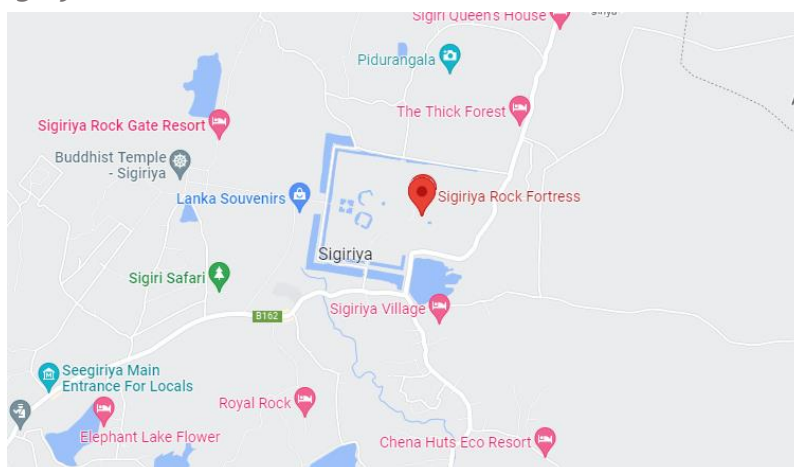 Sigiri Queen's House
Pidurangala
The Thick Forest
Sigiriya Rock Gate Resort
Buddhist Temple
- Sigiriya
Lanka Souvenirs
Sigiriya Rock Fortress
Sigiriya
Sigiri Safari
Sigiriya Village
B162
Seegiriya Main
Entrance For Locals
Royal Rock
Elephant Lake Flower
Chena Huts Eco Resort